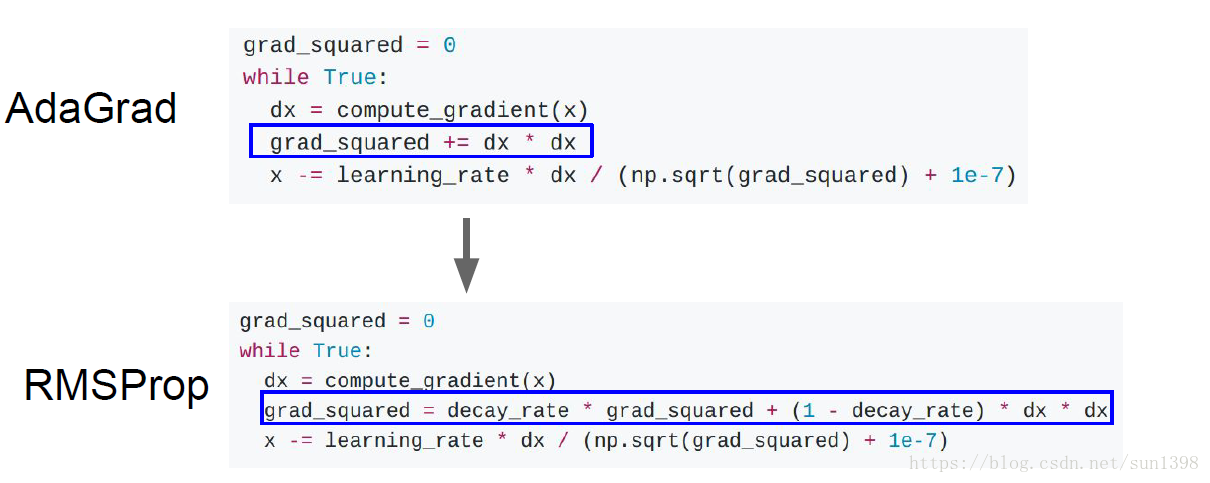 AdaGrad
grad_squared = 0
while True:
  dx = compute_gradient(x)
  grad_squared += dx * dx
  x -= learning_rate * dx / (np.sqrt(grad_squared) + 1e-7)
RMSProp
grad_squared = 0
while True:
  dx = compute_gradient(x)
  grad_squared = decay_rate * grad_squared + (1 - decay_rate) * dx * dx
  x -= learning_rate * dx / (np.sqrt(grad_squared) + 1e-7)
https://blog.csdn.net/sun1398